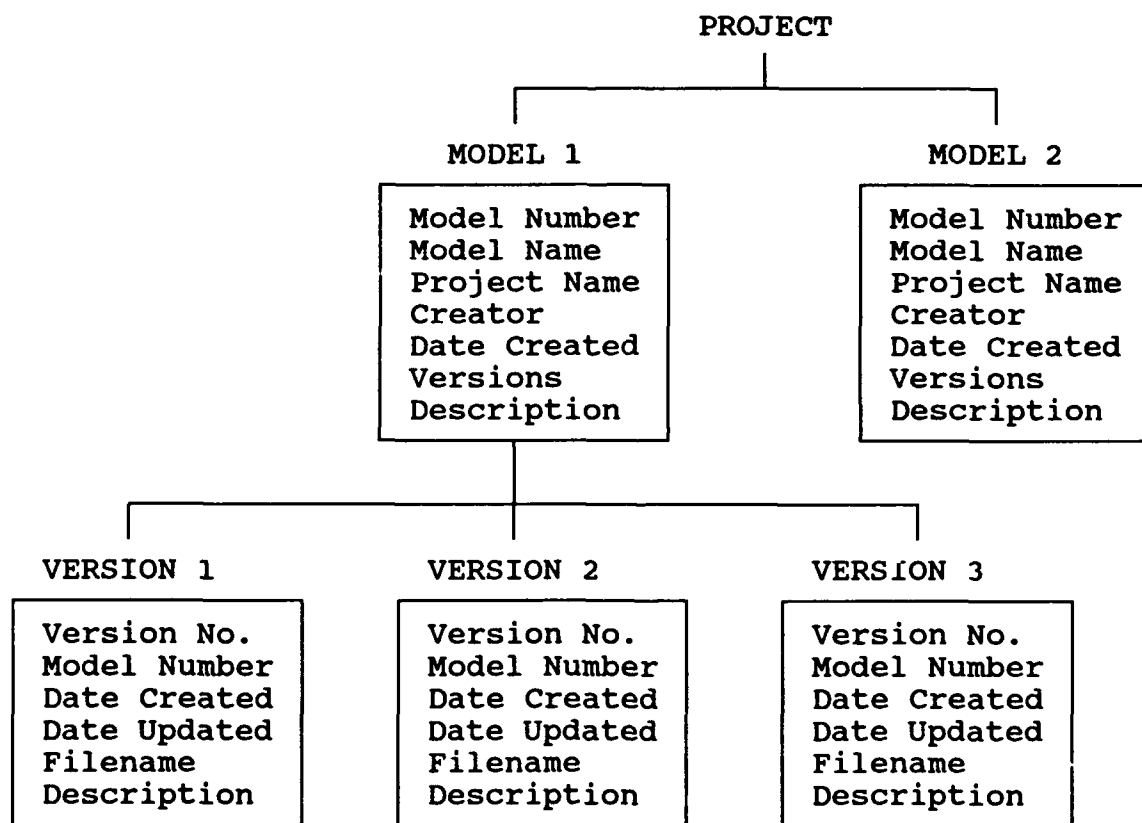 PROJECT
MODEL 1
Model Number
Model Name
Project Name
Creator
Date Created
Versions
Description
MODEL 2
Model Number
Model Name
Project Name
Creator
Date Created
Versions
Description
VERSION 1
Version No.
Model Number
Date Created
Date Updated
Filename
Description
VERSION 2
Version No.
Model Number
Date Created
Date Updated
Filename
Description
VERSION 3
Version No.
Model Number
Date Created
Date Updated
Filename
Description